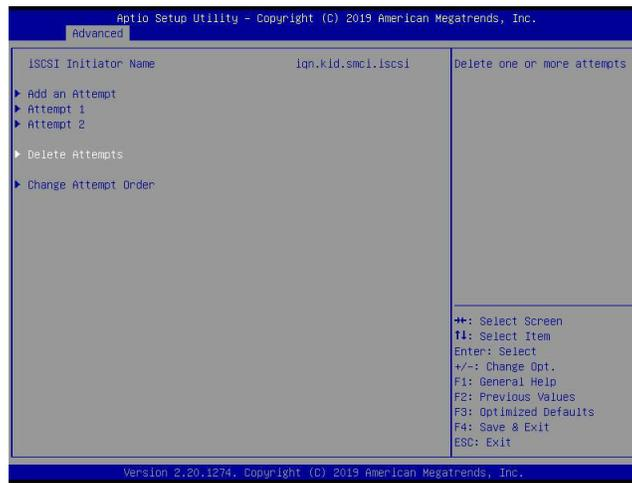 Aptio Setup Utility – Copyright (C) 2019 American Megatrends, Inc.
Advanced
iSCSI Initiator Name iqn.kid.smci.iscsi
Add an Attempt
Attempt 1
Attempt 2
Delete Attempts
Change Attempt Order
Delete one or more attempts
→←: Select Screen
↑↓: Select Item
Enter: Select
+/-: Change Opt.
F1: General Help
F2: Previous Values
F3: Optimized Defaults
F4: Save & Exit
ESC: Exit
Version 2.20.1274. Copyright (C) 2019 American Megatrends, Inc.